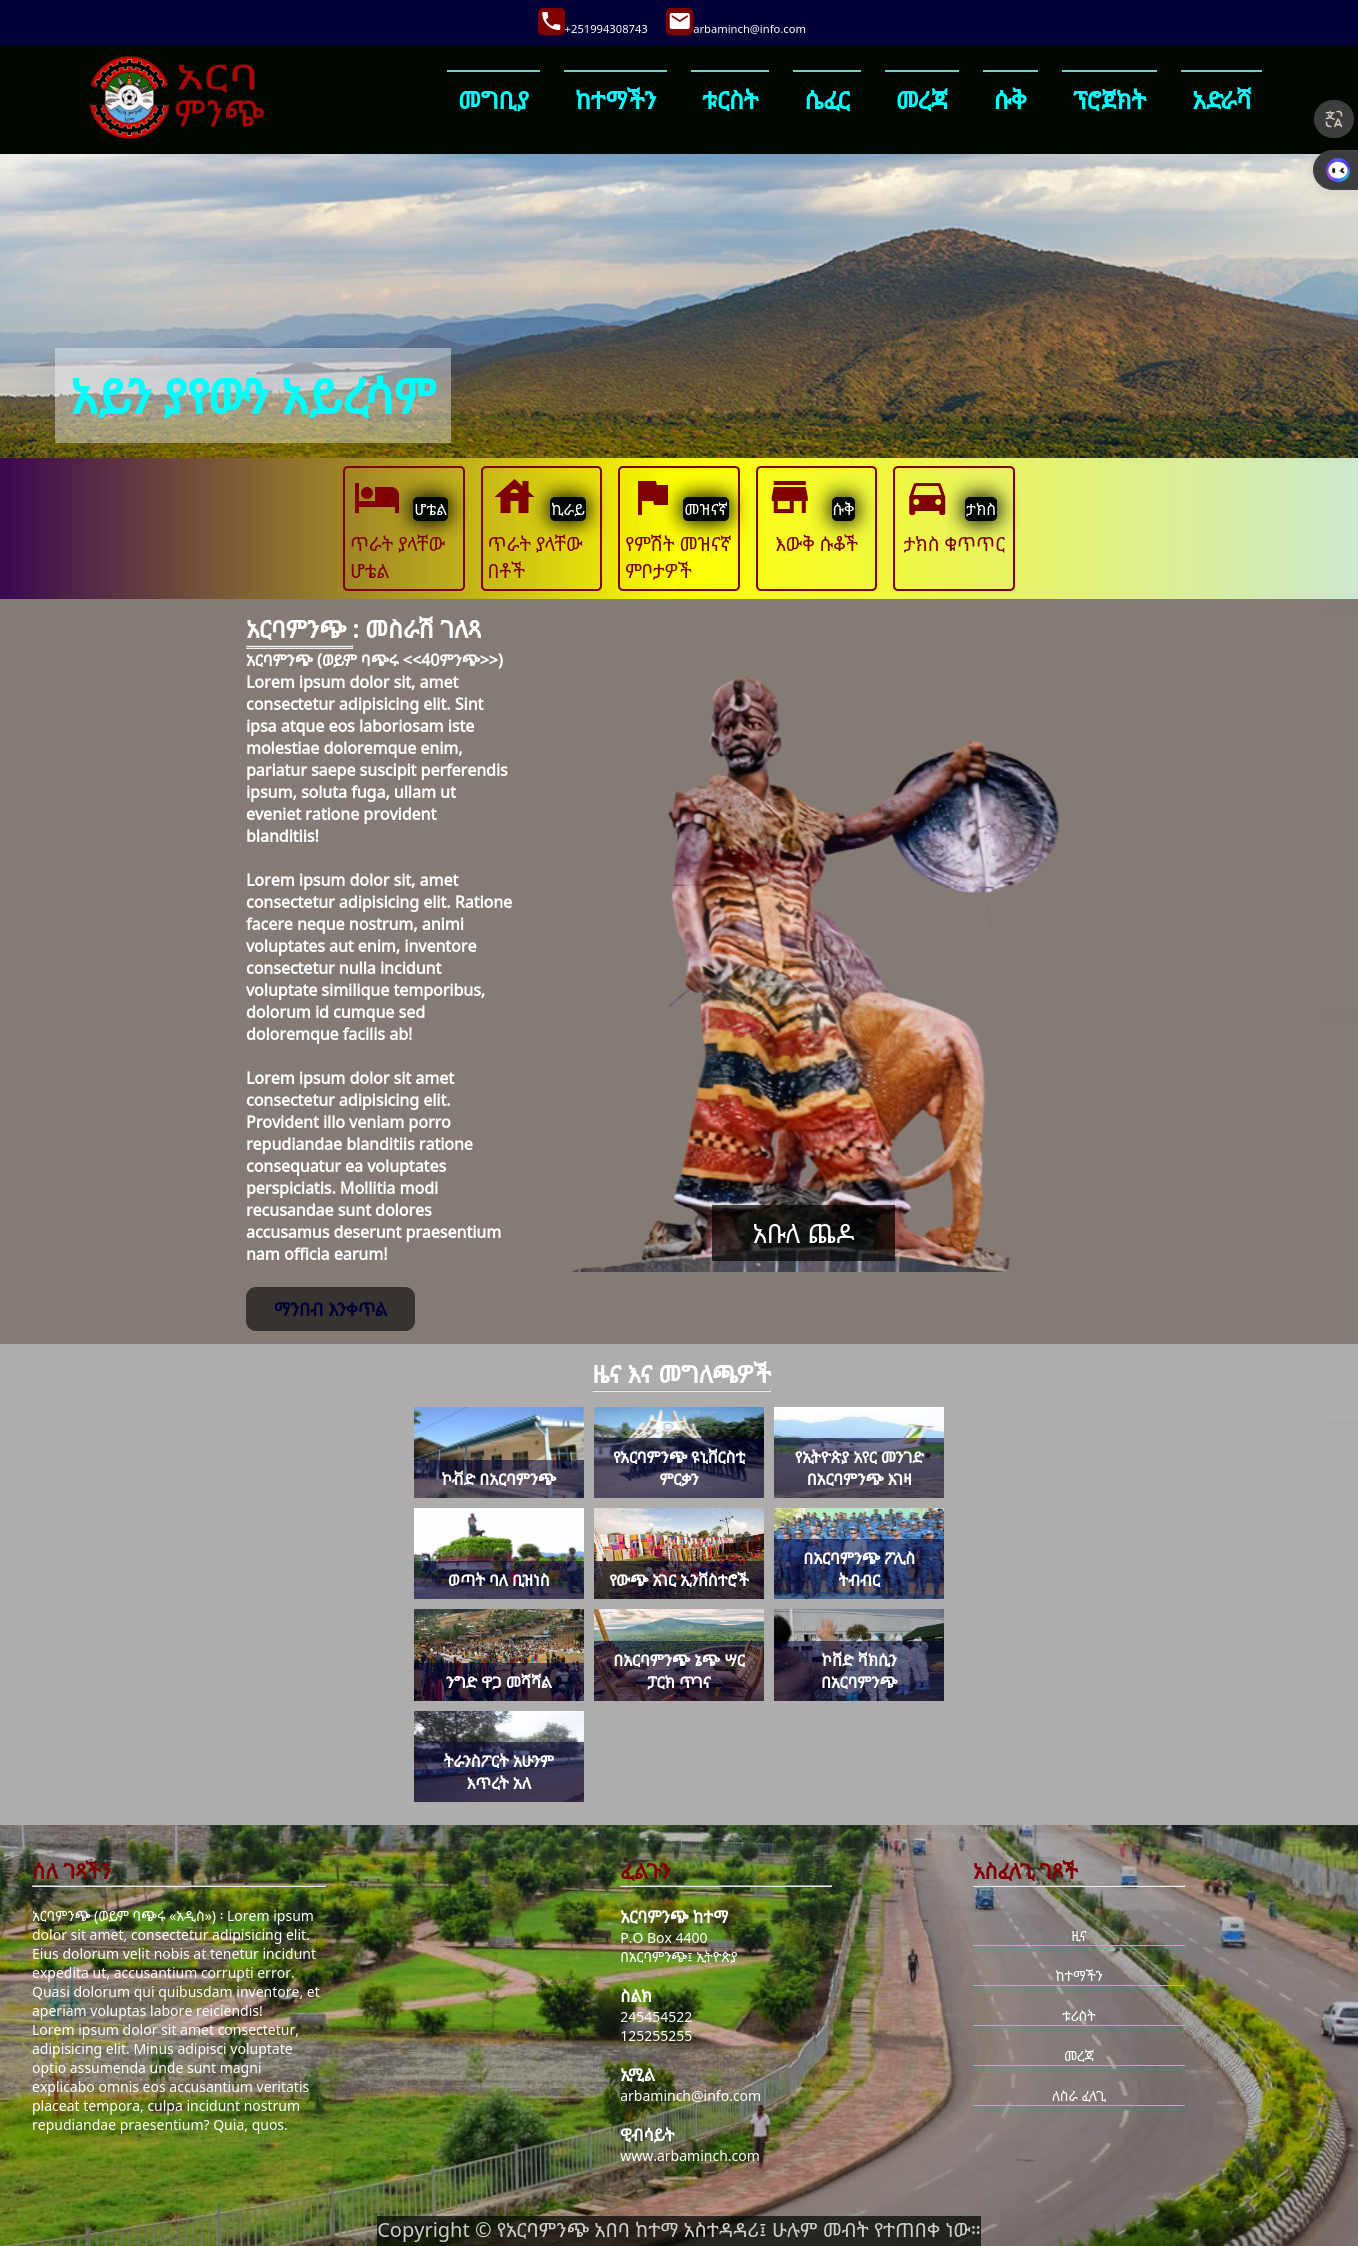 +251994308743 arbaminch@info.com
አርባ
ምንጭ
መግቢያ ከተማችን ቱርስት ሴፈር መረጃ ሱቅ ፕሮጀክት አድራሻ
አይን ያየውን አይረሳም
ሆቴል ኪራይ መዝናኛ ሱቅ ታክስ
ጥራት ያላቸው ሆቴል
ጥራት ያላቸው በቶች
የምሽት መዝናኛ ምቦታዎች
እውቅ ሱቆች
ታክስ ቁጥጥር
አርባምንጭ : መስራሽ ገለጻ
አርባምንጭ (ወይም ባጭሩ <<40ምንጭ>>)
Lorem ipsum dolor sit, amet
consectetur adipisicing elit. Sint
ipsa atque eos laboriosam iste
molestiae doloremque enim,
pariatur saepe suscipit perferendis
ipsum, soluta fuga, ullam ut
eveniet ratione provident
blanditiis!
Lorem ipsum dolor sit, amet
consectetur adipisicing elit. Ratione
facere neque nostrum, animi
voluptates aut enim, inventore
consectetur nulla incidunt
voluptate similique temporibus,
dolorum id cumque sed
doloremque facilis ab!
Lorem ipsum dolor sit amet
consectetur adipisicing elit.
Provident illo veniam porro
repudiandae blanditiis ratione
consequatur ea voluptates
perspiciatis. Mollitia modi
recusandae sunt dolores
accusamus deserunt praesentium
nam officia earum!
አቡለ ጨዶ
ማንበብ እንቀጥል
ዜና እና መግለጫዎች
ኮቭድ በአርባምንጭ
የአርባምንጭ ዩኒቨርስቲ
ምርቃን
የኢትዮጵያ አየር መንገድ
በአርባምንጭ አገዛ
ወጣት ባለ ቢዝነስ
የውጭ አገር ኢንቨስተሮች
በአርባምንጭ ፖሊስ
ትብብር
ንግድ ዋጋ መሻሻል
በአርባምንጭ ኔጭ ሣር
ፓርክ ጥገና
ኮቨድ ቫክሲን
በአርባምንጭ
ትራንስፖርት አሁንም
እጥረት አለ
ስለ ገጻችን
አርባምንጭ (ወይም ባጭሩ «አዲስ») : Lorem ipsum
dolor sit amet, consectetur adipisicing elit.
Eius dolorum velit nobis at tenetur incidunt
expedita ut, accusantium corrupti error.
Quasi dolorum qui quibusdam inventore, et
aperiam voluptas labore reiciendis!
Lorem ipsum dolor sit amet consectetur,
adipisicing elit. Minus adipisci voluptate
optio assumenda unde sunt magni
explicabo omnis eos accusantium veritatis
placeat tempora, culpa incidunt nostrum
repudiandae praesentium? Quia, quos.
ፈልጉን
አርባምንጭ ከተማ
P.O Box 4400
በአርባምንጭ፤ ኢትዮጵያ
ስልክ
245454522
125255255
ኢሚል
arbaminch@info.com
ዊብሳይት
www.arbaminch.com
አስፈላጊ ገጾች
ዚና
ከተማችን
ቱሪስት
መረጃ
ለስራ ፈላጊ
Copyright © የአርባምንጭ አበባ ከተማ አስተዳዳሪ፤ ሁሉም መብት የተጠበቀ ነው።